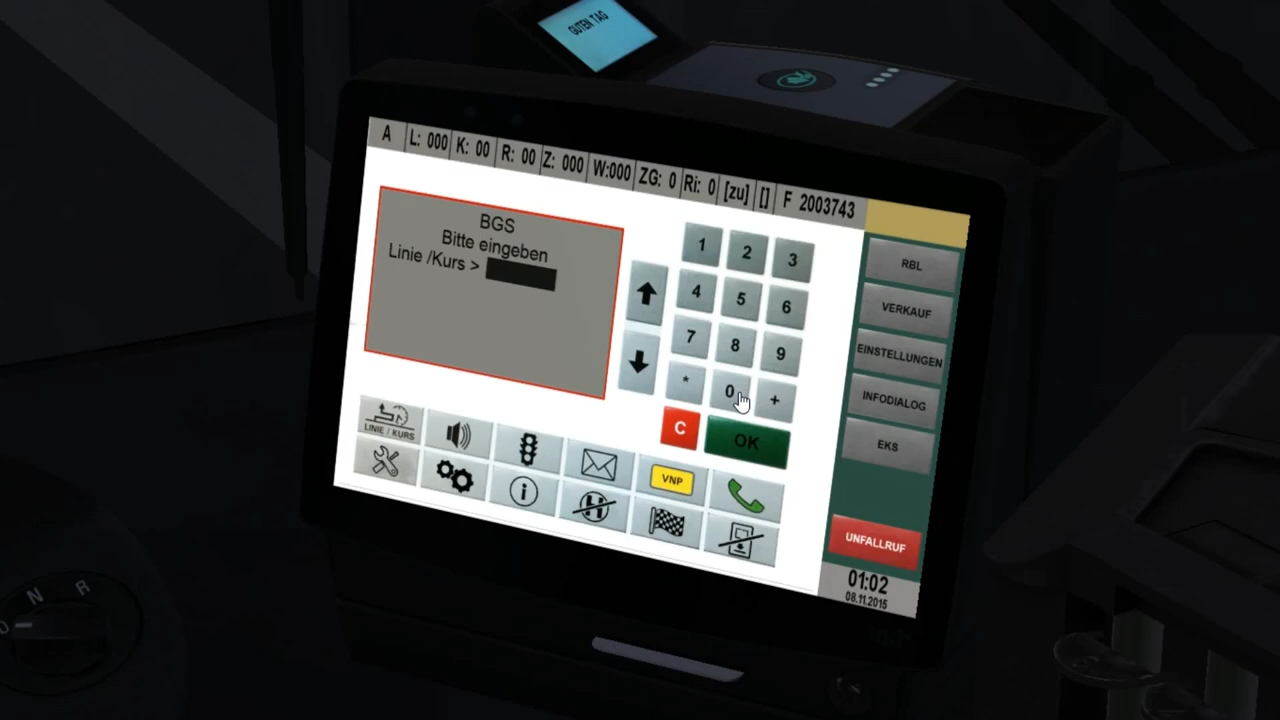 GUTEN TAG
A L: 000 K: 00 R: 00 Z: 000 W:000 ZG: 0 Ri: 0 [zu] [] F 2003743
BGS
Bitte eingeben
Linie /Kurs >
1 2 3
4 5 6
7 8 9
* 0 +
C OK
LINIE / KURS
VNP
i
H
RBL
VERKAUF
EINSTELLUNGEN
INFODIALOG
EKS
UNFALLRUF
01:02
08.11.2015
N R